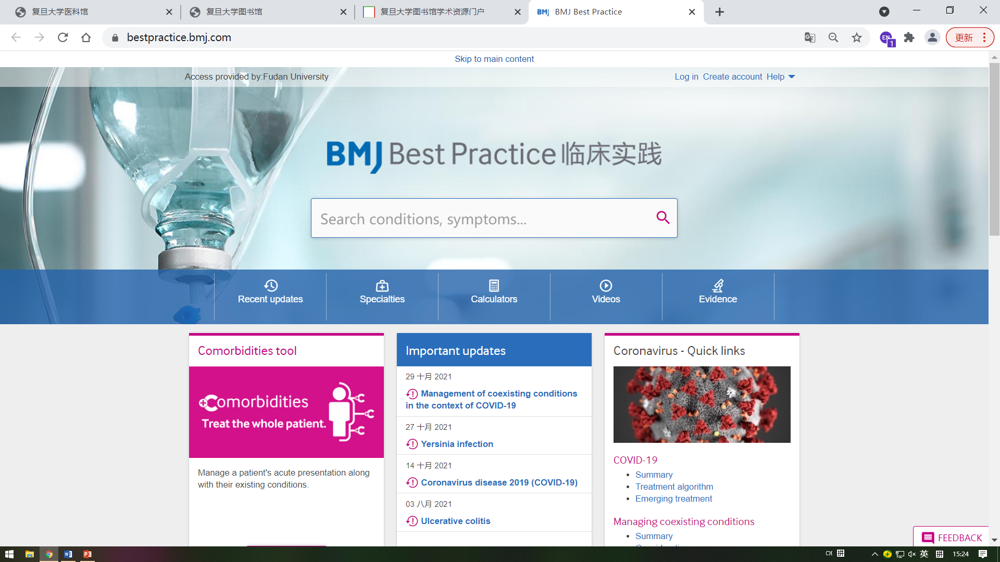 复旦大学医科馆
复旦大学图书馆
复旦大学图书馆学术资源门户
BMJ BMJ Best Practice
bestpractice.bmj.com
EN 1
更新
Skip to main content
Access provided by:Fudan University
Log in Create account Help
BMJ Best Practice 临床实践
Search conditions, symptoms...
Recent updates
Specialties
Calculators
Videos
Evidence
Comorbidities tool
Comorbidities
Treat the whole patient.
Manage a patient's acute presentation along
with their existing conditions.
Important updates
29 十月 2021
Management of coexisting conditions
in the context of COVID-19
27 十月 2021
Yersinia infection
14 十月 2021
Coronavirus disease 2019 (COVID-19)
03 八月 2021
Ulcerative colitis
Coronavirus - Quick links
COVID-19
Summary
Treatment algorithm
Emerging treatment
Managing coexisting conditions
Summary
FEEDBACK
CH 拼
英 拼 15:24